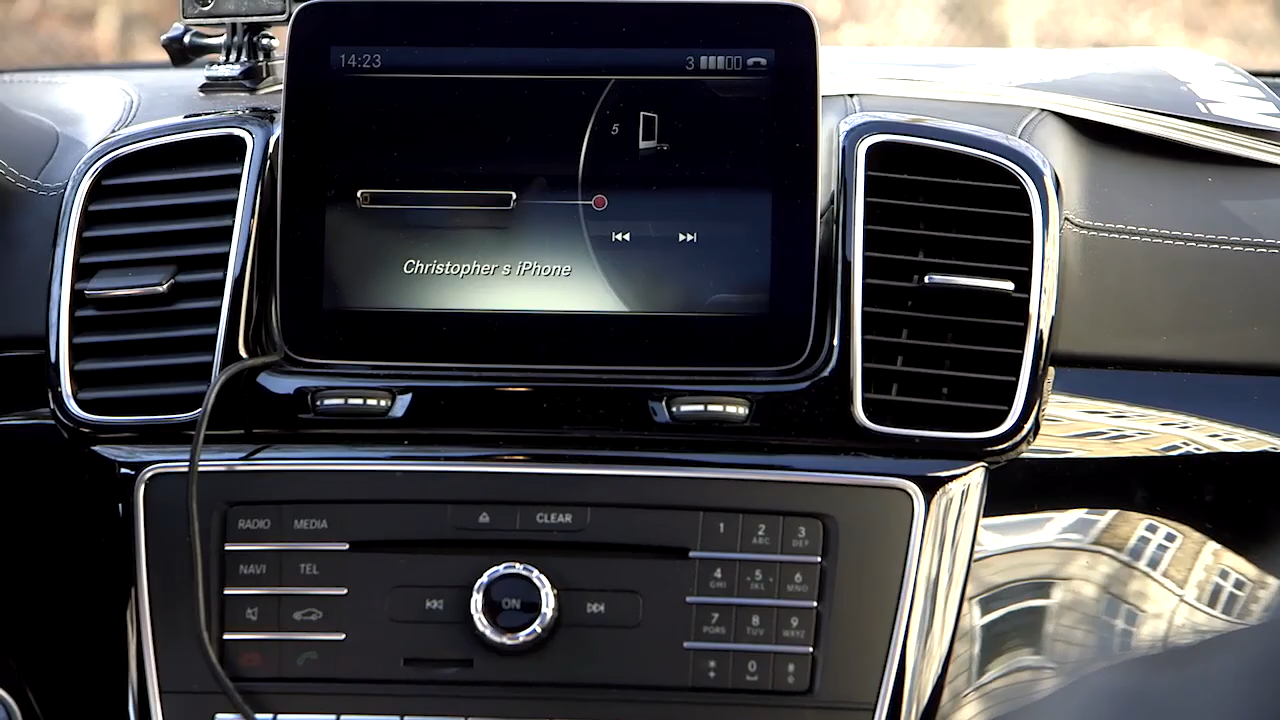 14:23
3
5
Christopher s iPhone
RADIO MEDIA
CLEAR
NAVI TEL
ON
1 2 ABC 3 DEF
4 GHI 5 JKL 6 MNO
7 PQRS 8 TUV 9 WXYZ
* + 0 #